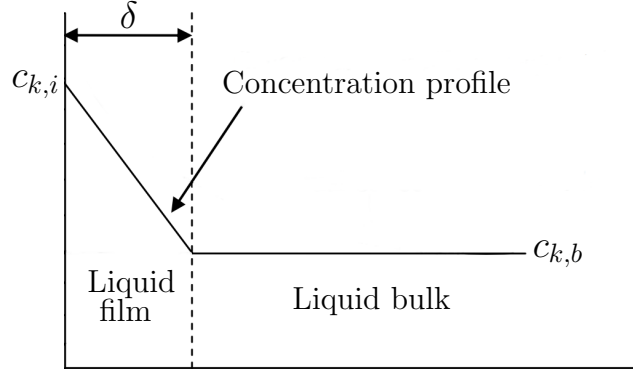 δ
c_{k,i}
Concentration profile
c_{k,b}
Liquid
film
Liquid bulk